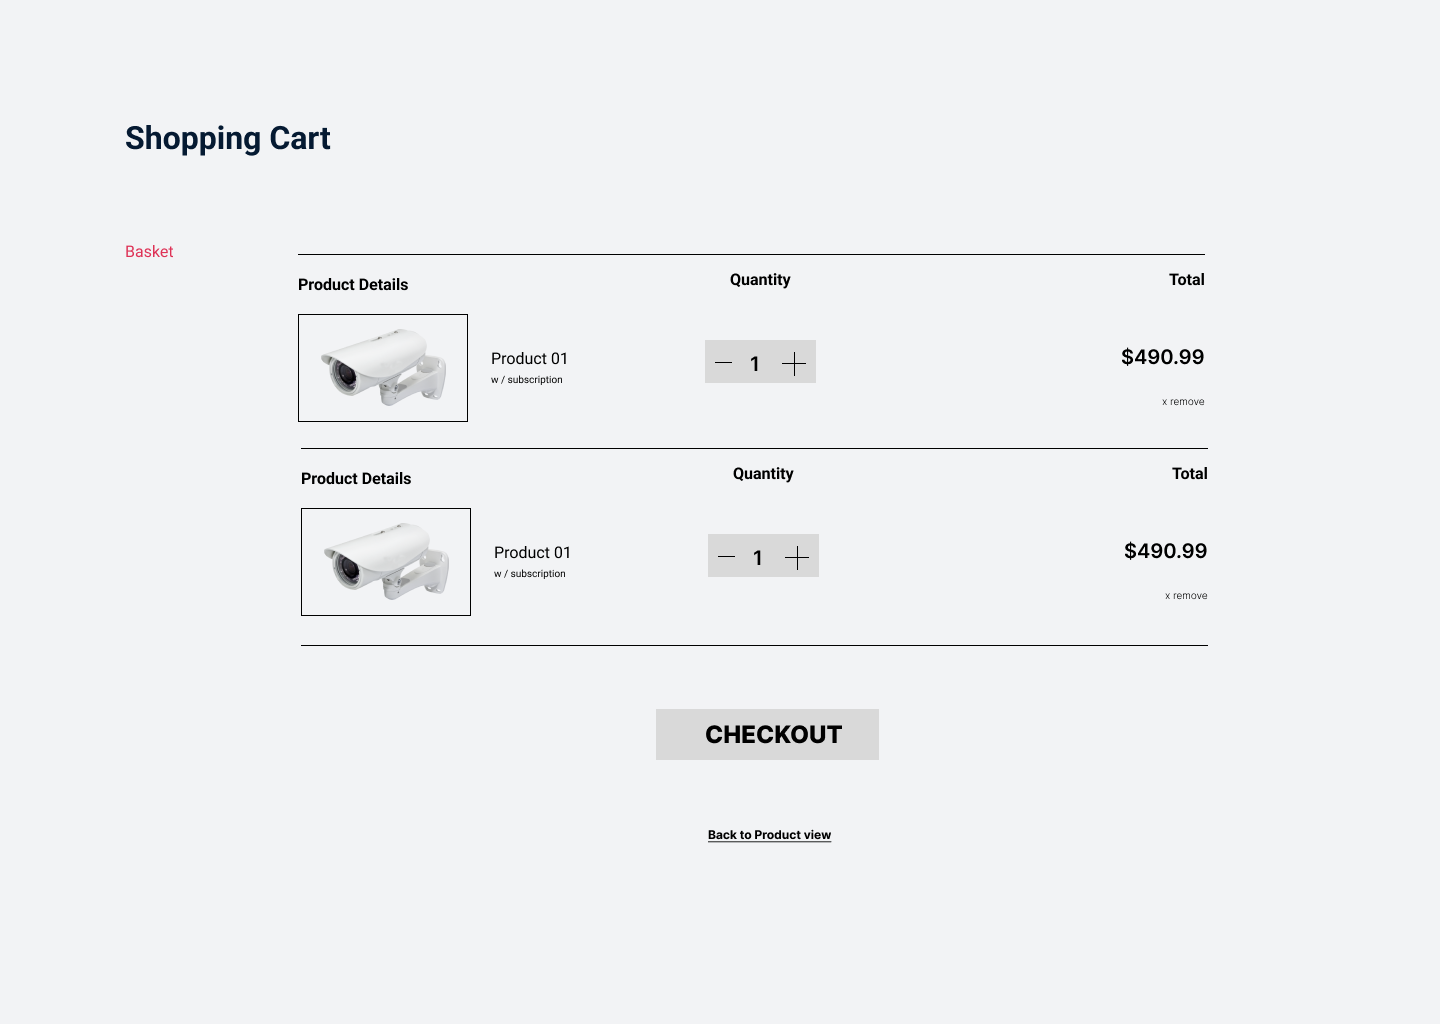 Shopping Cart
Basket
Product Details Quantity Total
Product 01 1 $490.99
w / subscription
x remove
Product Details Quantity Total
Product 01 1 $490.99
w / subscription
x remove
CHECKOUT
Back to Product view